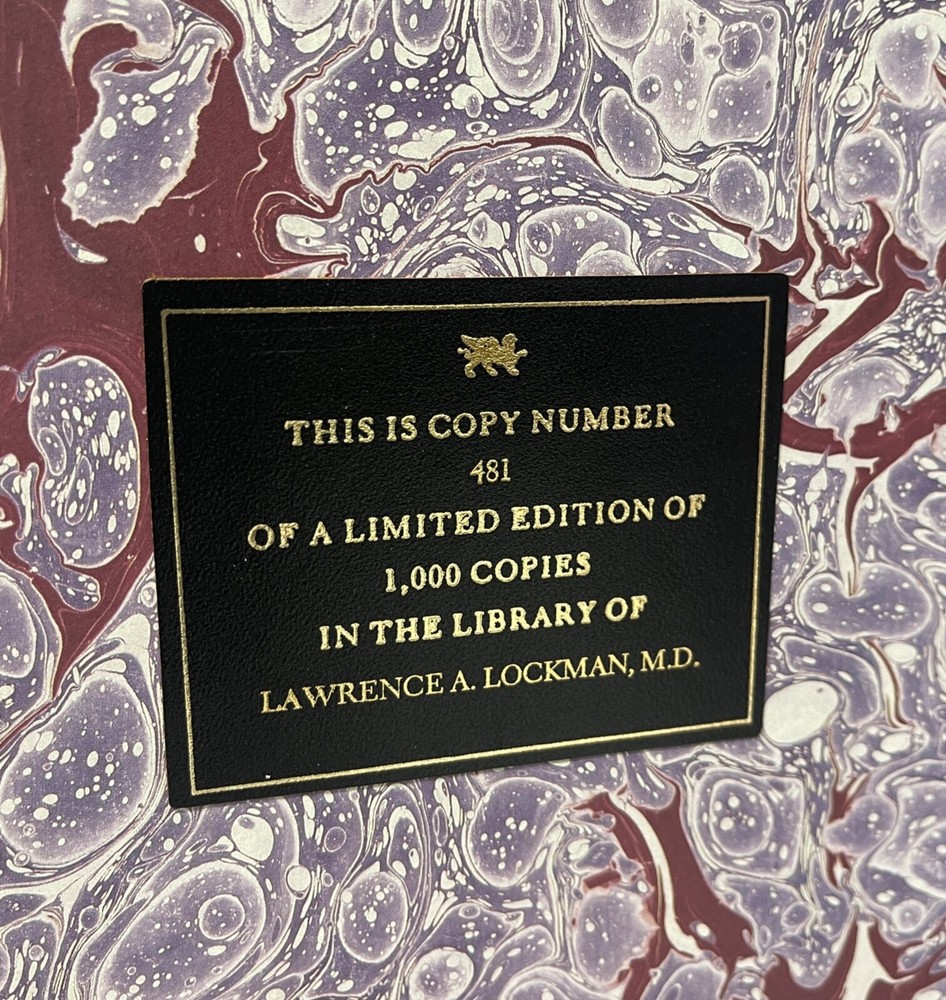 THIS IS COPY NUMBER
481
OF A LIMITED EDITION OF
1,000 COPIES
IN THE LIBRARY OF
LAWRENCE A. LOCKMAN, M.D.